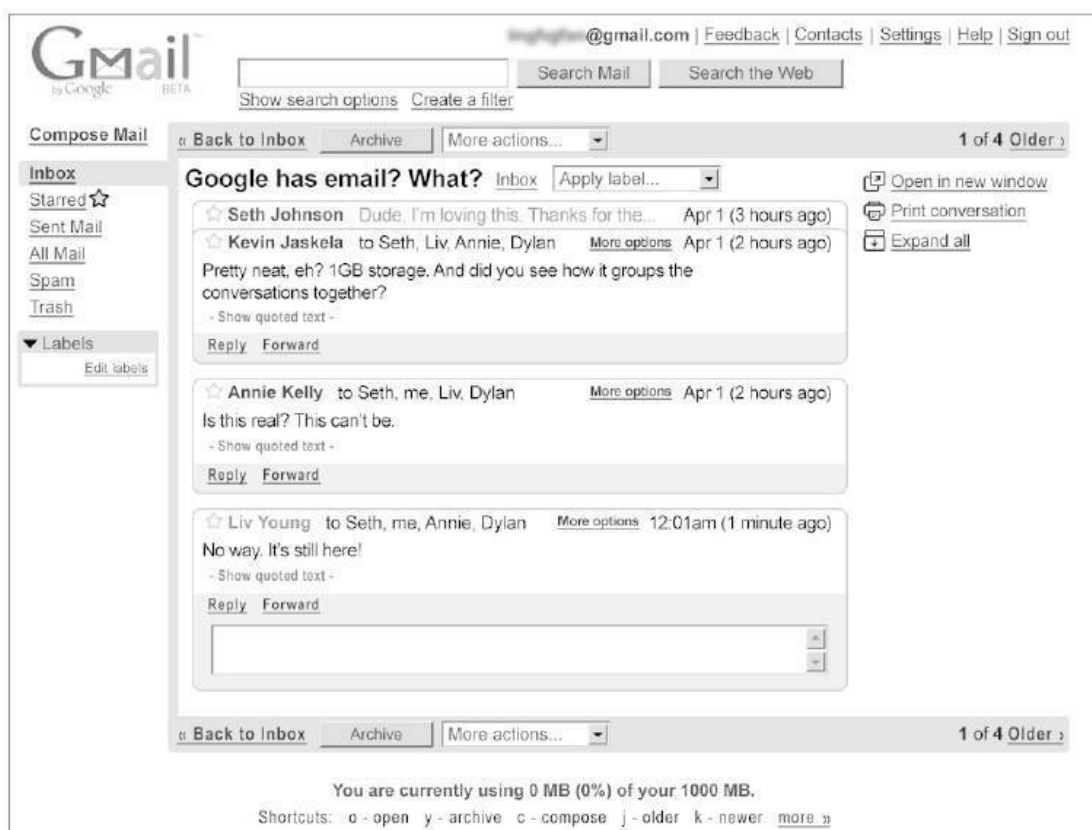 @gmail.com | Feedback | Contacts | Settings | Help | Sign out
Gmail
by Google BETA
Search Mail Search the Web
Show search options Create a filter
Compose Mail
« Back to Inbox Archive More actions... 1 of 4 Older ›
Inbox
Starred
Sent Mail
All Mail
Spam
Trash
Labels
Edit labels
Google has email? What? Inbox Apply label...
Open in new window
Print conversation
Expand all
Seth Johnson Dude, I'm loving this. Thanks for the... Apr 1 (3 hours ago)
Kevin Jaskela to Seth, Liv, Annie, Dylan More options Apr 1 (2 hours ago)
Pretty neat, eh? 1GB storage. And did you see how it groups the
conversations together?
- Show quoted text -
Reply Forward
Annie Kelly to Seth, me, Liv, Dylan More options Apr 1 (2 hours ago)
Is this real? This can't be.
- Show quoted text -
Reply Forward
Liv Young to Seth, me, Annie, Dylan More options 12:01am (1 minute ago)
No way. It's still here!
- Show quoted text -
Reply Forward
« Back to Inbox Archive More actions... 1 of 4 Older ›
You are currently using 0 MB (0%) of your 1000 MB.
Shortcuts: o - open y - archive c - compose j - older k - newer more »